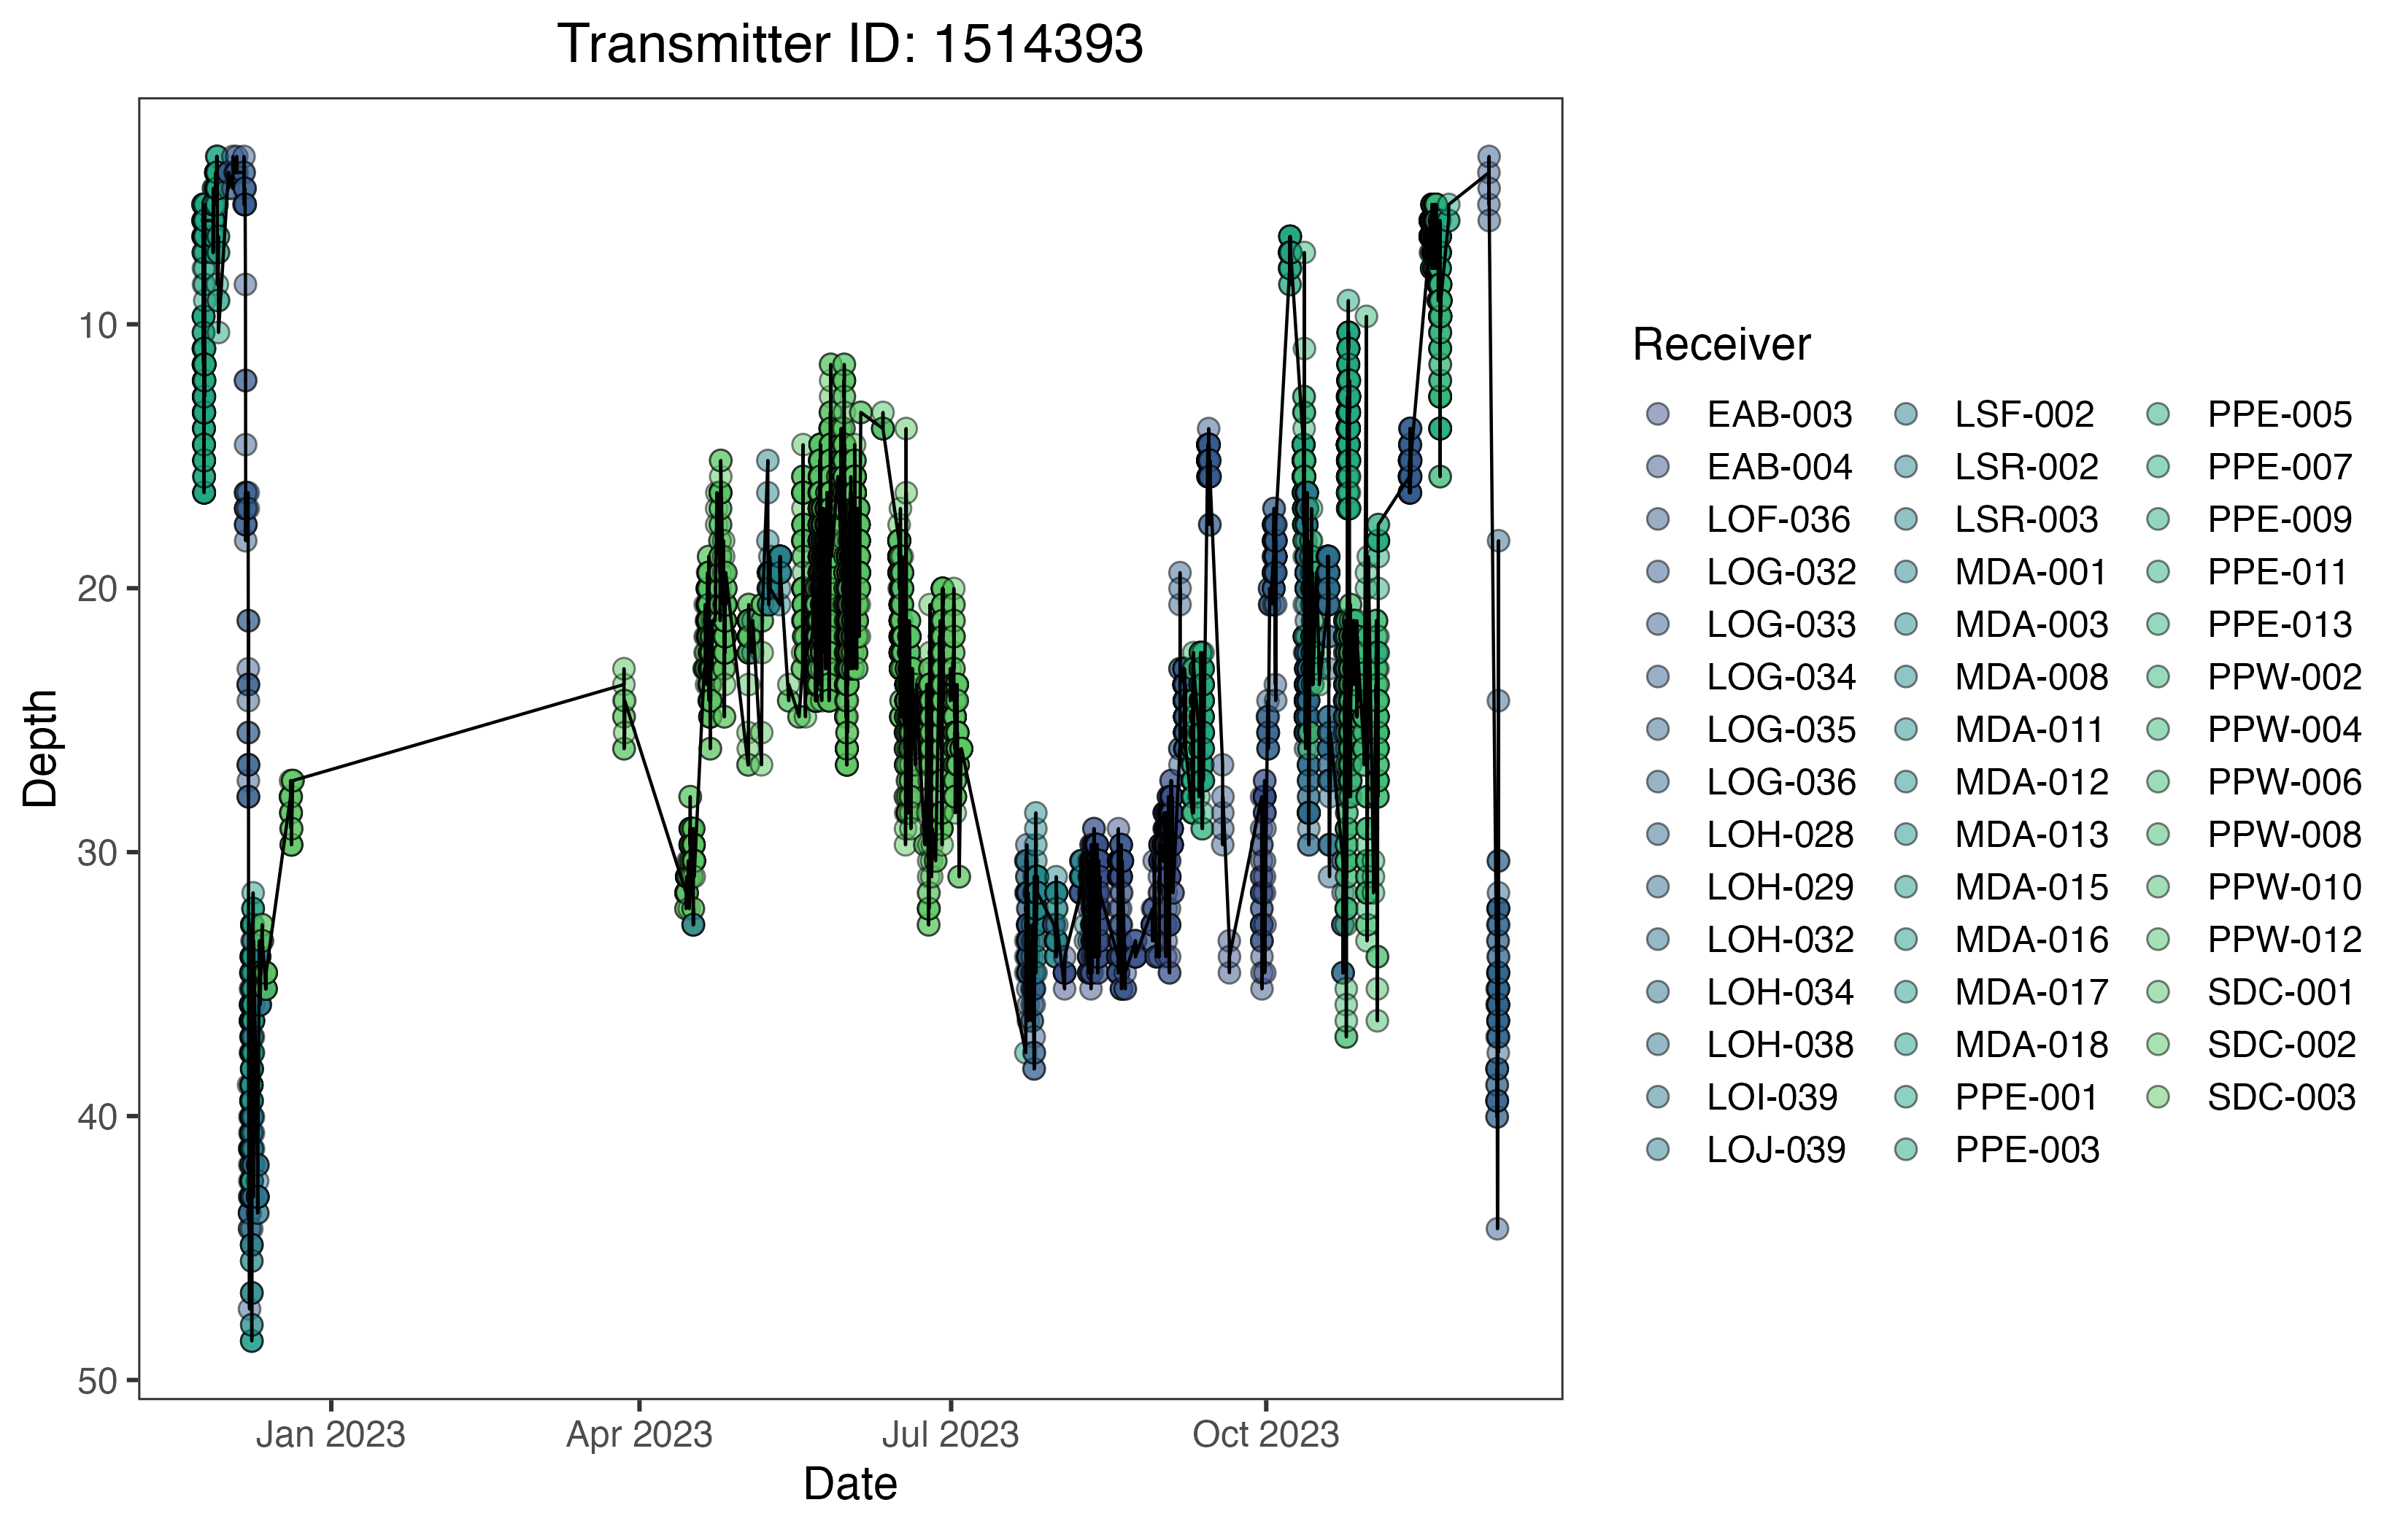 Transmitter ID: 1514393
Depth
10
20
30
40
50
Jan 2023
Apr 2023
Jul 2023
Oct 2023
Date
Receiver
EAB-003
EAB-004
LOF-036
LOG-032
LOG-033
LOG-034
LOG-035
LOG-036
LOH-028
LOH-029
LOH-032
LOH-034
LOH-038
LOI-039
LOJ-039
LSF-002
LSR-002
LSR-003
MDA-001
MDA-003
MDA-008
MDA-011
MDA-012
MDA-013
MDA-015
MDA-016
MDA-017
MDA-018
PPE-001
PPE-003
PPE-005
PPE-007
PPE-009
PPE-011
PPE-013
PPW-002
PPW-004
PPW-006
PPW-008
PPW-010
PPW-012
SDC-001
SDC-002
SDC-003